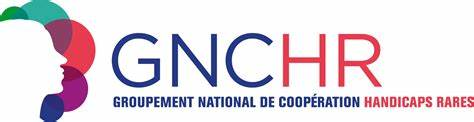 GNCHR
GROUPEMENT NATIONAL DE COOPÉRATION HANDICAPS RARES